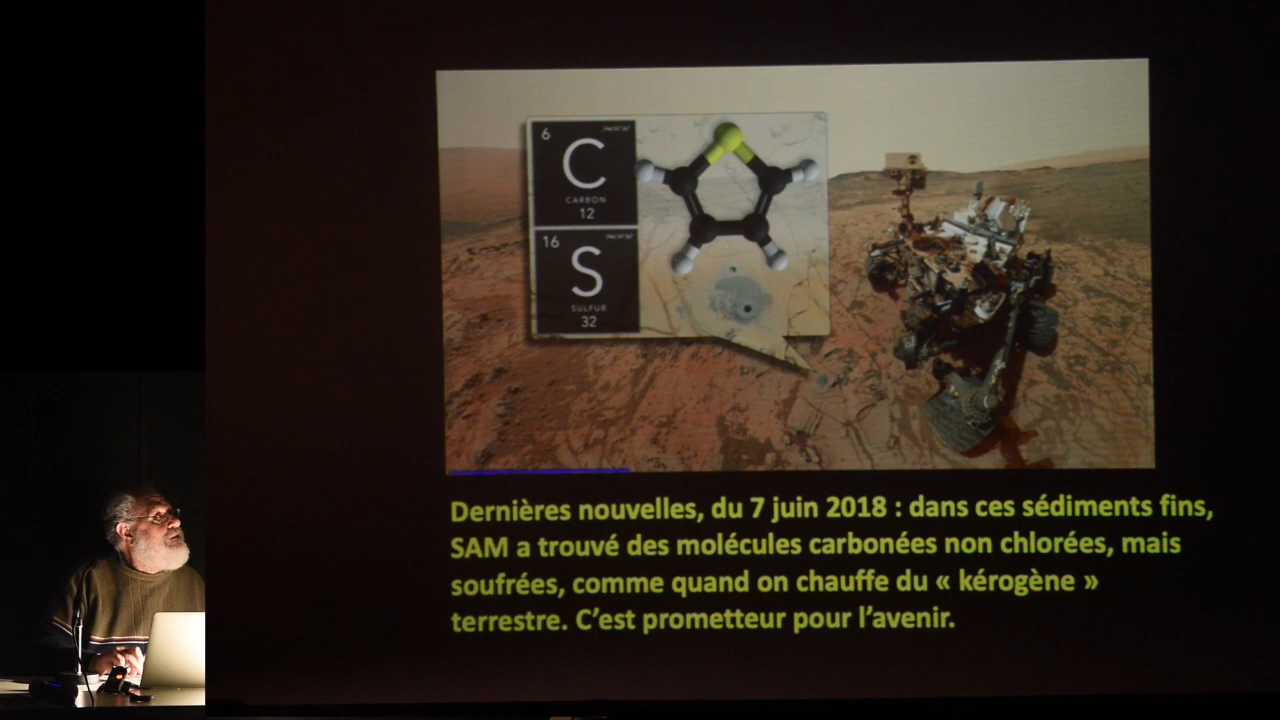 6
C
CARBON
12
16
S
SULFUR
32
Dernières nouvelles, du 7 juin 2018 : dans ces sédiments fins,
SAM a trouvé des molécules carbonées non chlorées, mais
soufrées, comme quand on chauffe du « kérogène »
terrestre. C’est prometteur pour l’avenir.